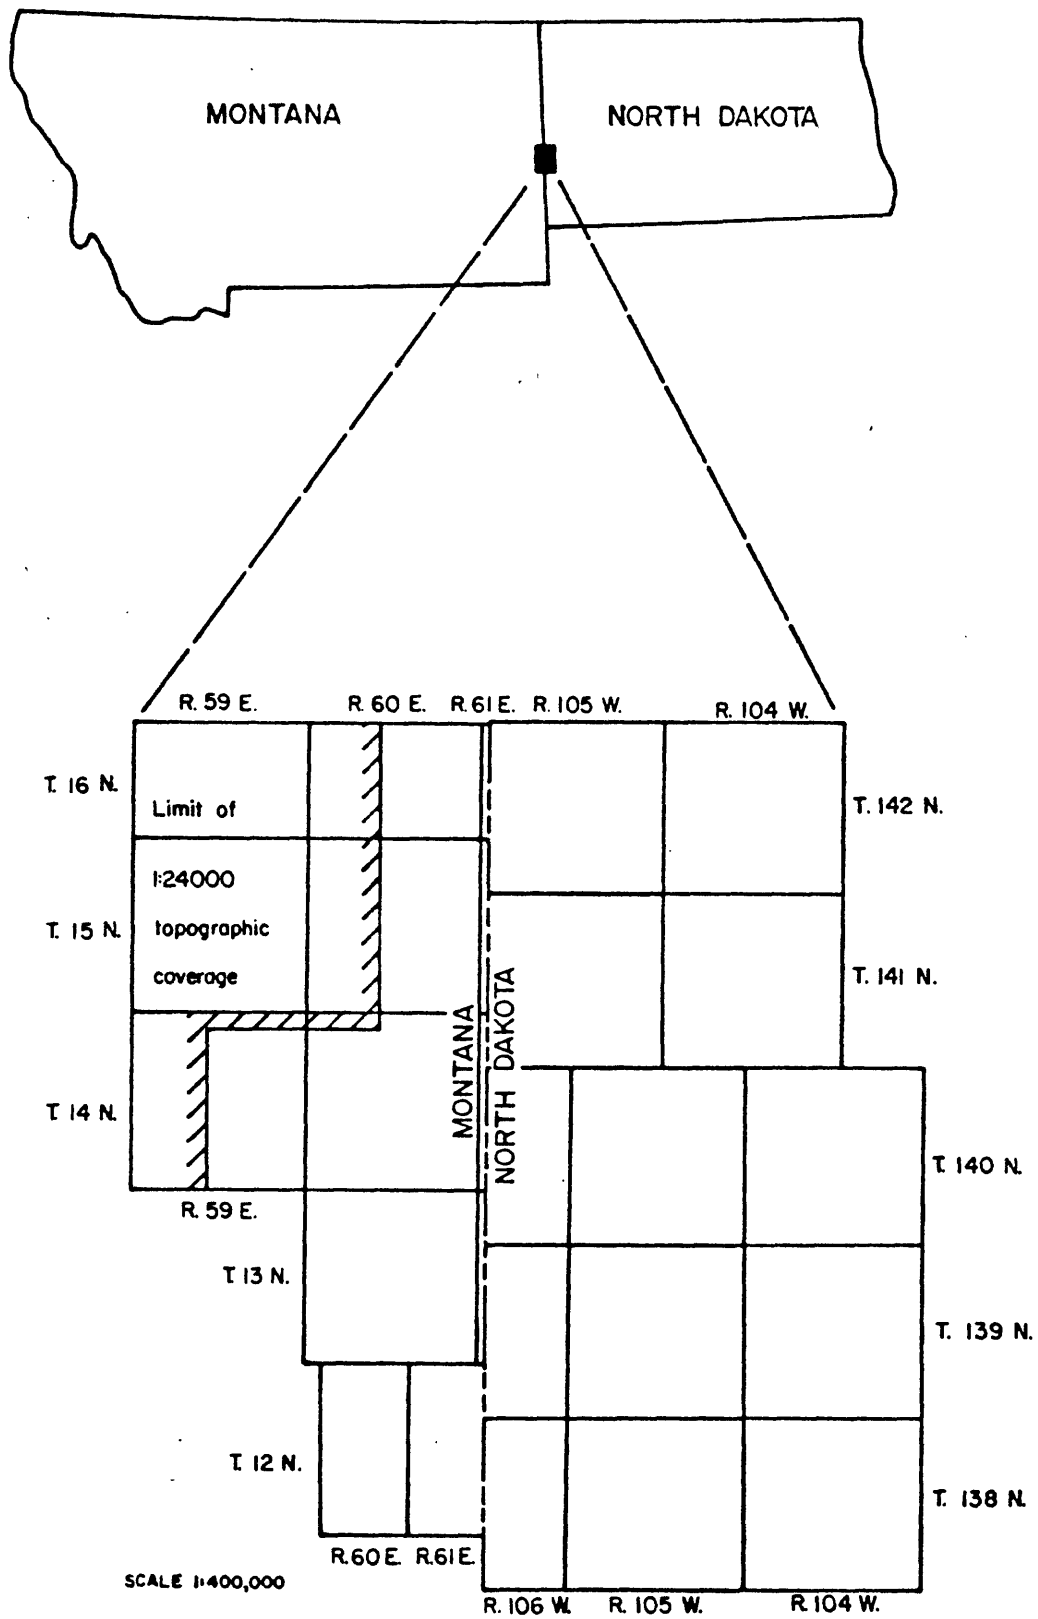 MONTANA
NORTH DAKOTA
R. 59 E.
R. 60 E.
R. 61 E.
R. 105 W.
R. 104 W.
T. 16 N.
Limit of
T. 142 N.
1:24000
T. 15 N.
topographic
coverage
T. 141 N.
MONTANA
NORTH DAKOTA
T. 14 N.
T. 140 N.
R. 59 E.
T. 13 N.
T. 139 N.
T. 12 N.
T. 138 N.
R. 60 E.
R. 61 E.
SCALE 1:400,000
R. 106 W.
R. 105 W.
R. 104 W.